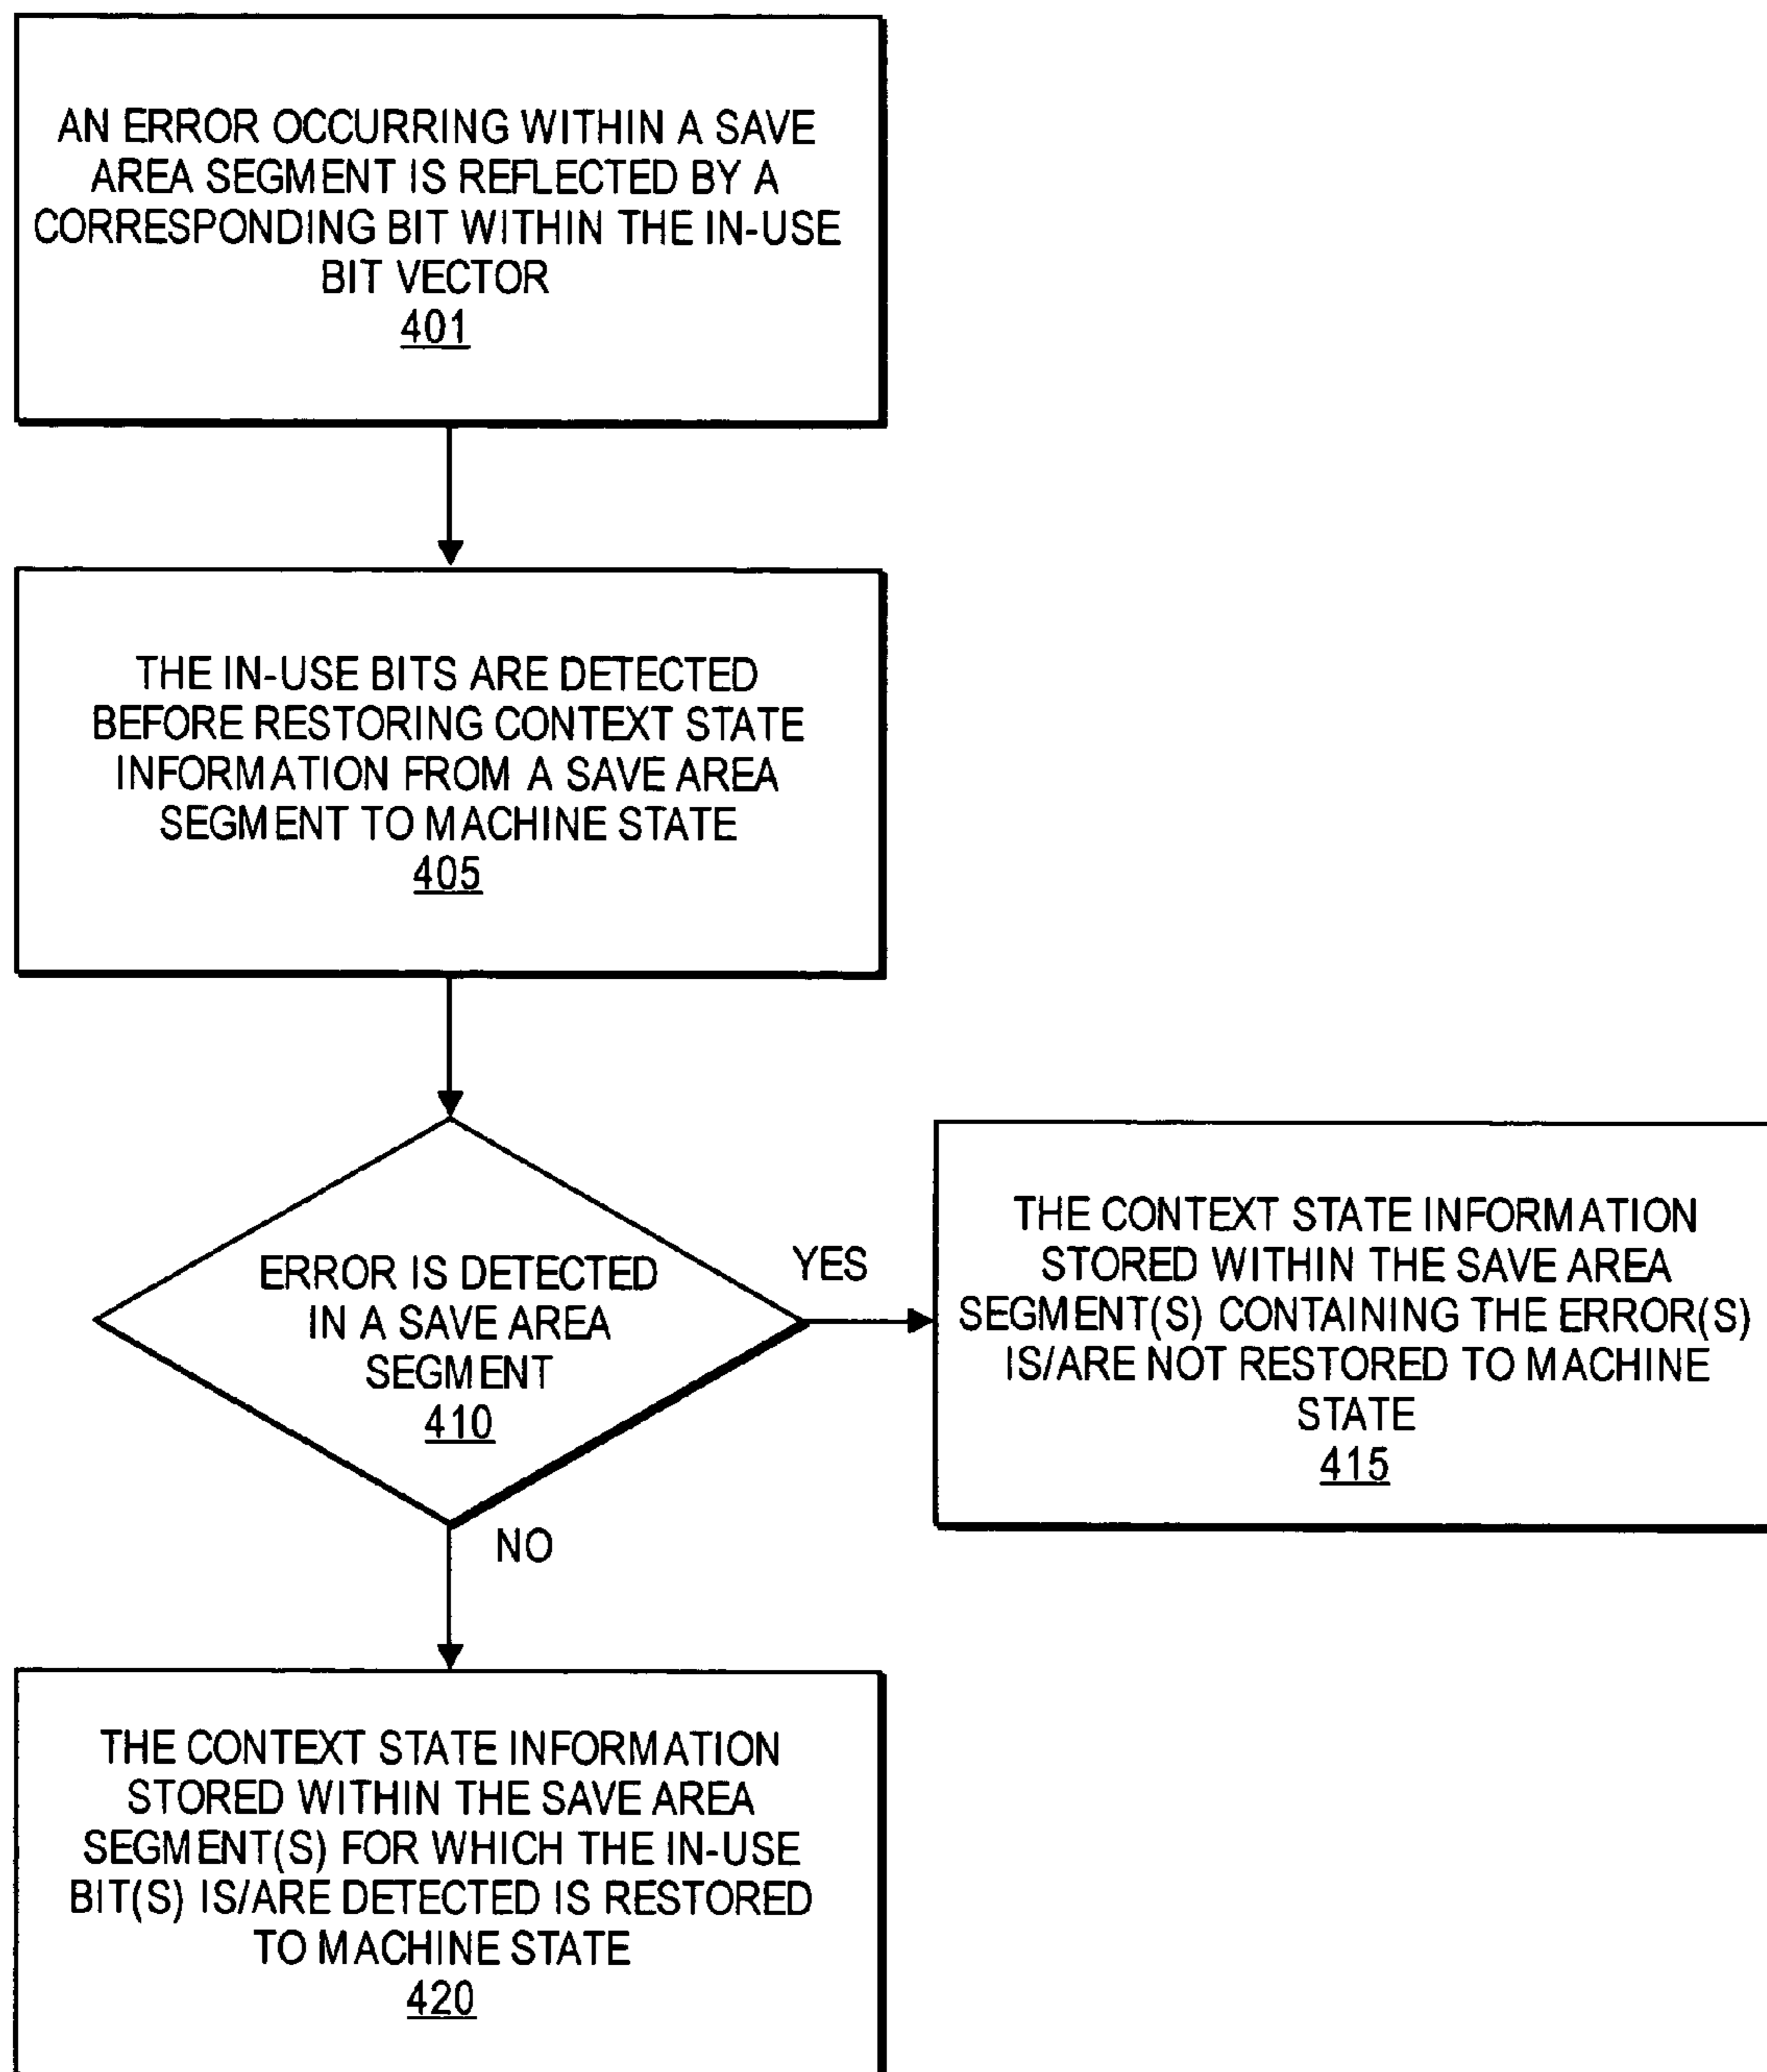 AN ERROR OCCURRING WITHIN A SAVE
AREA SEGMENT IS REFLECTED BY A
CORRESPONDING BIT WITHIN THE IN-USE
BIT VECTOR
401
THE IN-USE BITS ARE DETECTED
BEFORE RESTORING CONTEXT STATE
INFORMATION FROM A SAVE AREA
SEGMENT TO MACHINE STATE
405
ERROR IS DETECTED
IN A SAVE AREA
SEGMENT
410
YES
THE CONTEXT STATE INFORMATION
STORED WITHIN THE SAVE AREA
SEGMENT(S) CONTAINING THE ERROR(S)
IS/ARE NOT RESTORED TO MACHINE
STATE
415
NO
THE CONTEXT STATE INFORMATION
STORED WITHIN THE SAVE AREA
SEGMENT(S) FOR WHICH THE IN-USE
BIT(S) IS/ARE DETECTED IS RESTORED
TO MACHINE STATE
420